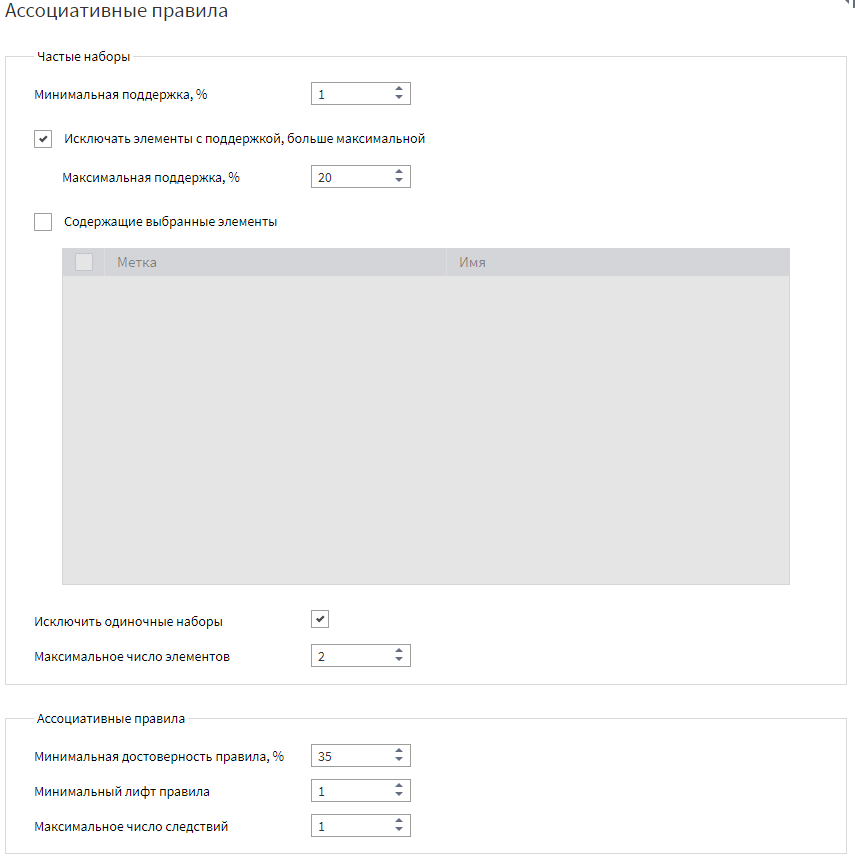 Ассоциативные правила
Частые наборы
Минимальная поддержка, % 1
Исключать элементы с поддержкой, больше максимальной
Максимальная поддержка, % 20
Содержащие выбранные элементы
Метка Имя
Исключить одиночные наборы
Максимальное число элементов 2
Ассоциативные правила
Минимальная достоверность правила, % 35
Минимальный лифт правила 1
Максимальное число следствий 1